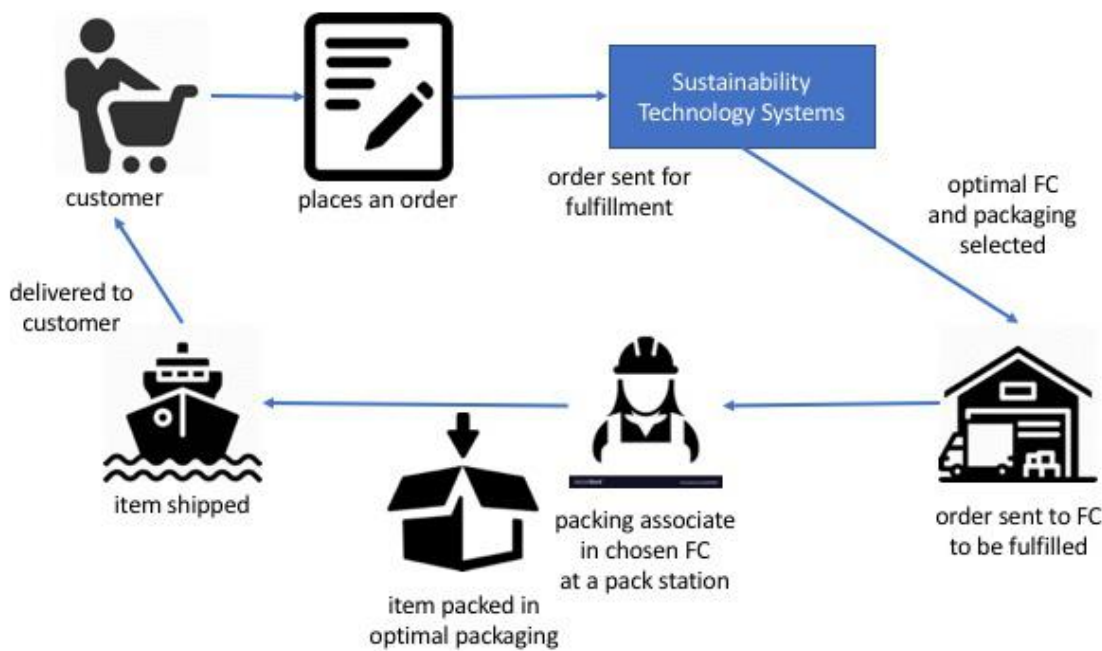 customer
places an order
order sent for
fulfillment
Sustainability
Technology Systems
optimal FC
and packaging
selected
order sent to FC
to be fulfilled
packing associate
in chosen FC
at a pack station
item packed in
optimal packaging
item shipped
delivered to
customer